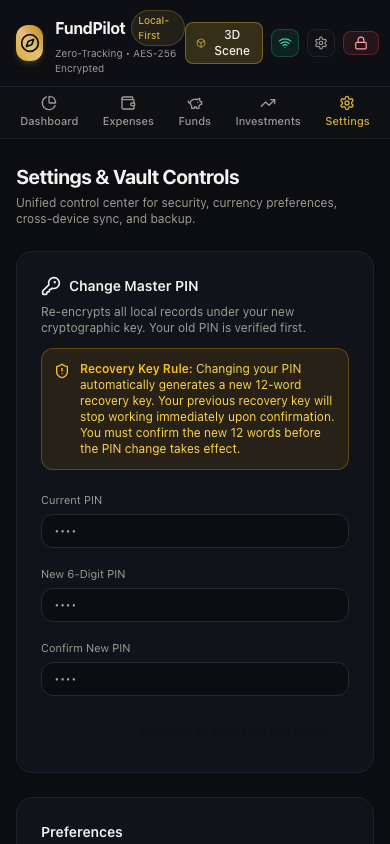 FundPilot
Local-
First
Zero-Tracking • AES-256
Encrypted
3D
Scene
Dashboard
Expenses
Funds
Investments
Settings
Settings & Vault Controls
Unified control center for security, currency preferences,
cross-device sync, and backup.
Change Master PIN
Re-encrypts all local records under your new
cryptographic key. Your old PIN is verified first.
Recovery Key Rule: Changing your PIN
automatically generates a new 12-word
recovery key. Your previous recovery key will
stop working immediately upon confirmation.
You must confirm the new 12 words before
the PIN change takes effect.
Current PIN
••••
New 6-Digit PIN
••••
Confirm New PIN
••••
Preferences